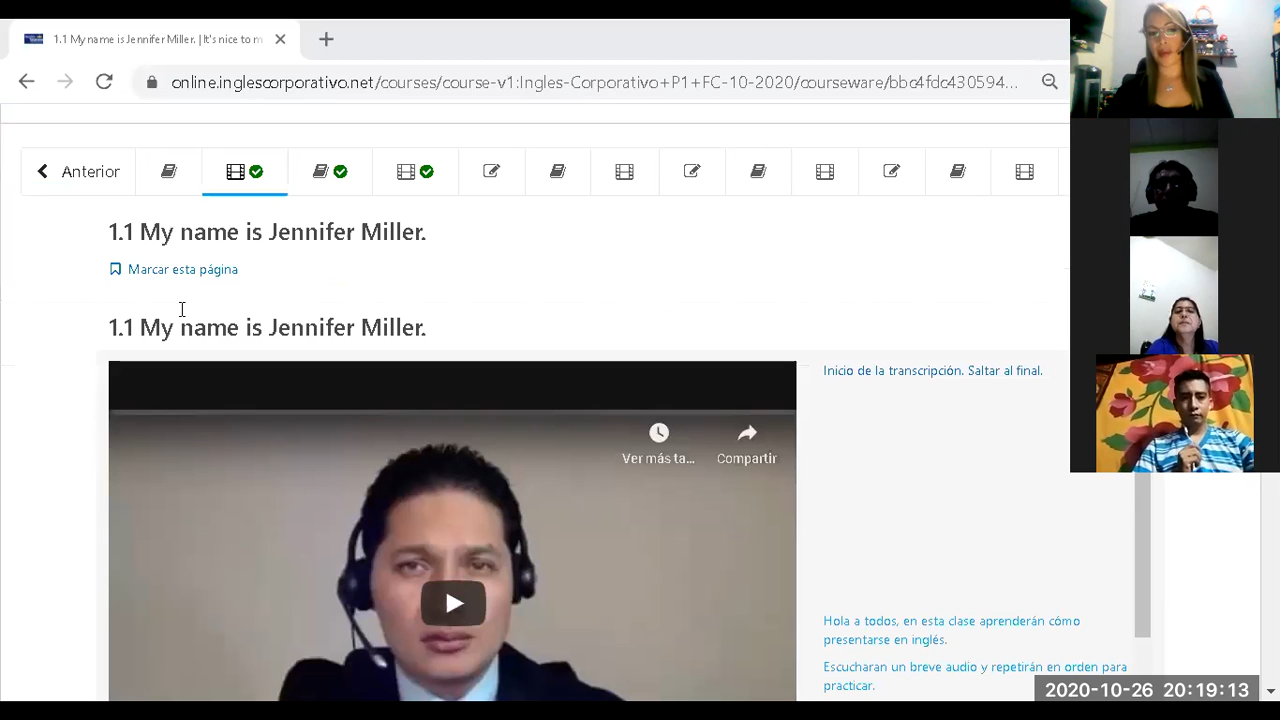 1.1 My name is Jennifer Miller. | It's nice to m
online.inglescorporativo.net/courses/course-v1:Ingles-Corporativo+P1+FC-10-2020/courseware/bbc4fdc430594...
Anterior
1.1 My name is Jennifer Miller.
Marcar esta página
1.1 My name is Jennifer Miller.
Inicio de la transcripción. Saltar al final.
Ver más ta...
Compartir
Hola a todos, en esta clase aprenderán cómo
presentarse en inglés.
Escucharan un breve audio y repetirán en orden para
practicar.
2020-10-26 20:19:13